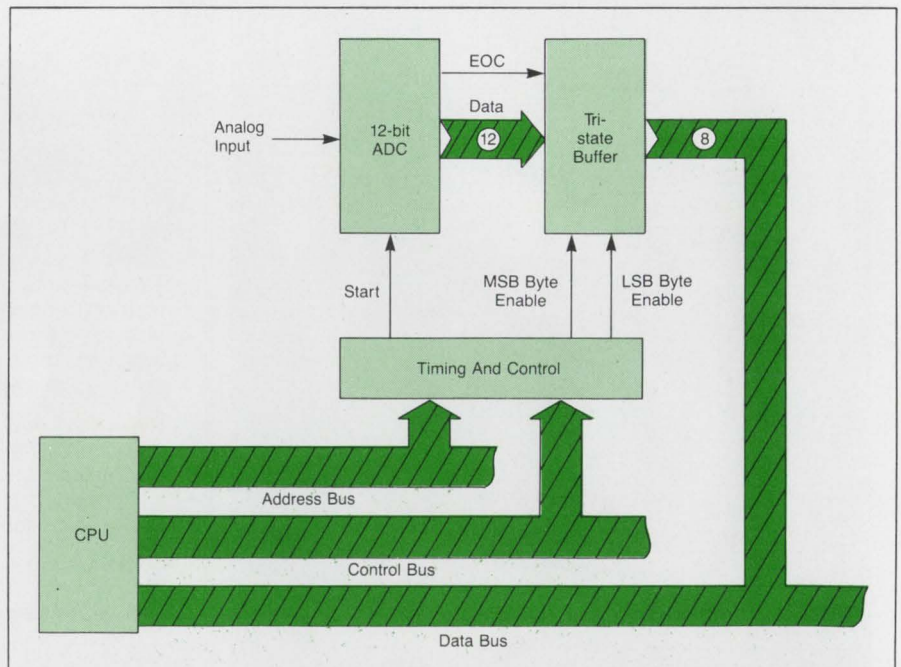 EOC
Data
Analog
Input
12-bit
ADC
12
Tri-
state
Buffer
8
Start
MSB Byte
Enable
LSB Byte
Enable
Timing And Control
Address Bus
CPU
Control Bus
Data Bus